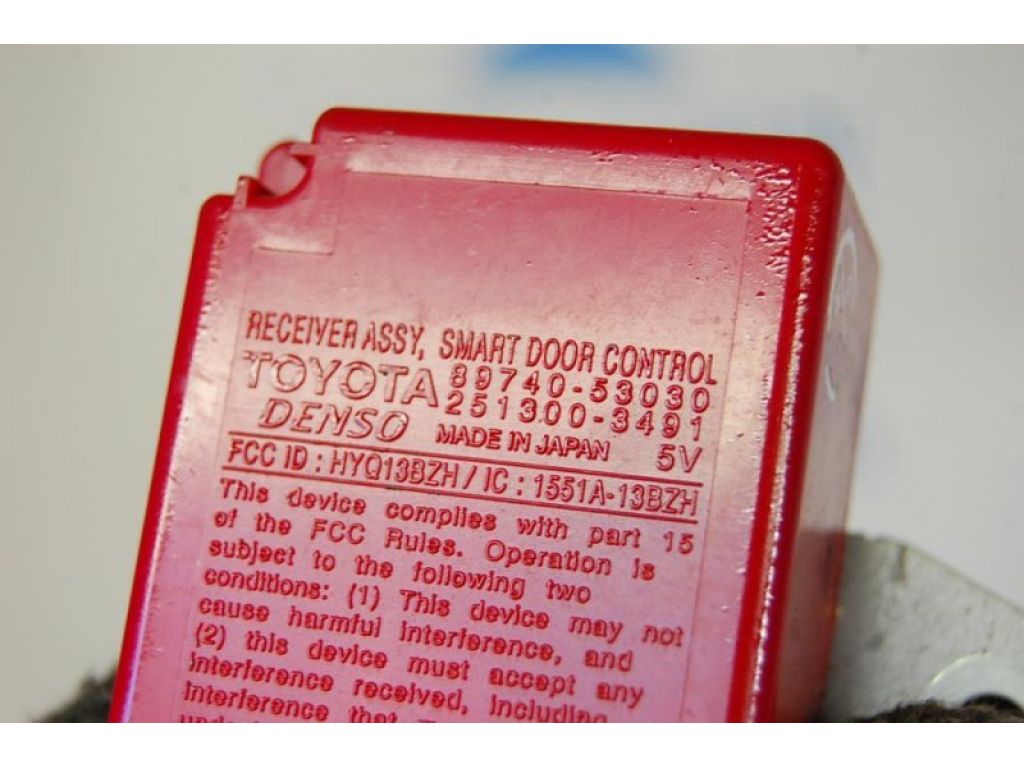 RECEIVER ASSY, SMART DOOR CONTROL
TOYOTA 89740-53030
DENSO 251300-3491
MADE IN JAPAN 5V
FCC ID : HYQ13BZH / IC : 1551A-13BZH
This device complies with part 15
of the FCC Rules. Operation is
subject to the following two
conditions: (1) This device may not
cause harmful interference, and
(2) this device must accept any
interference received, including
interference that